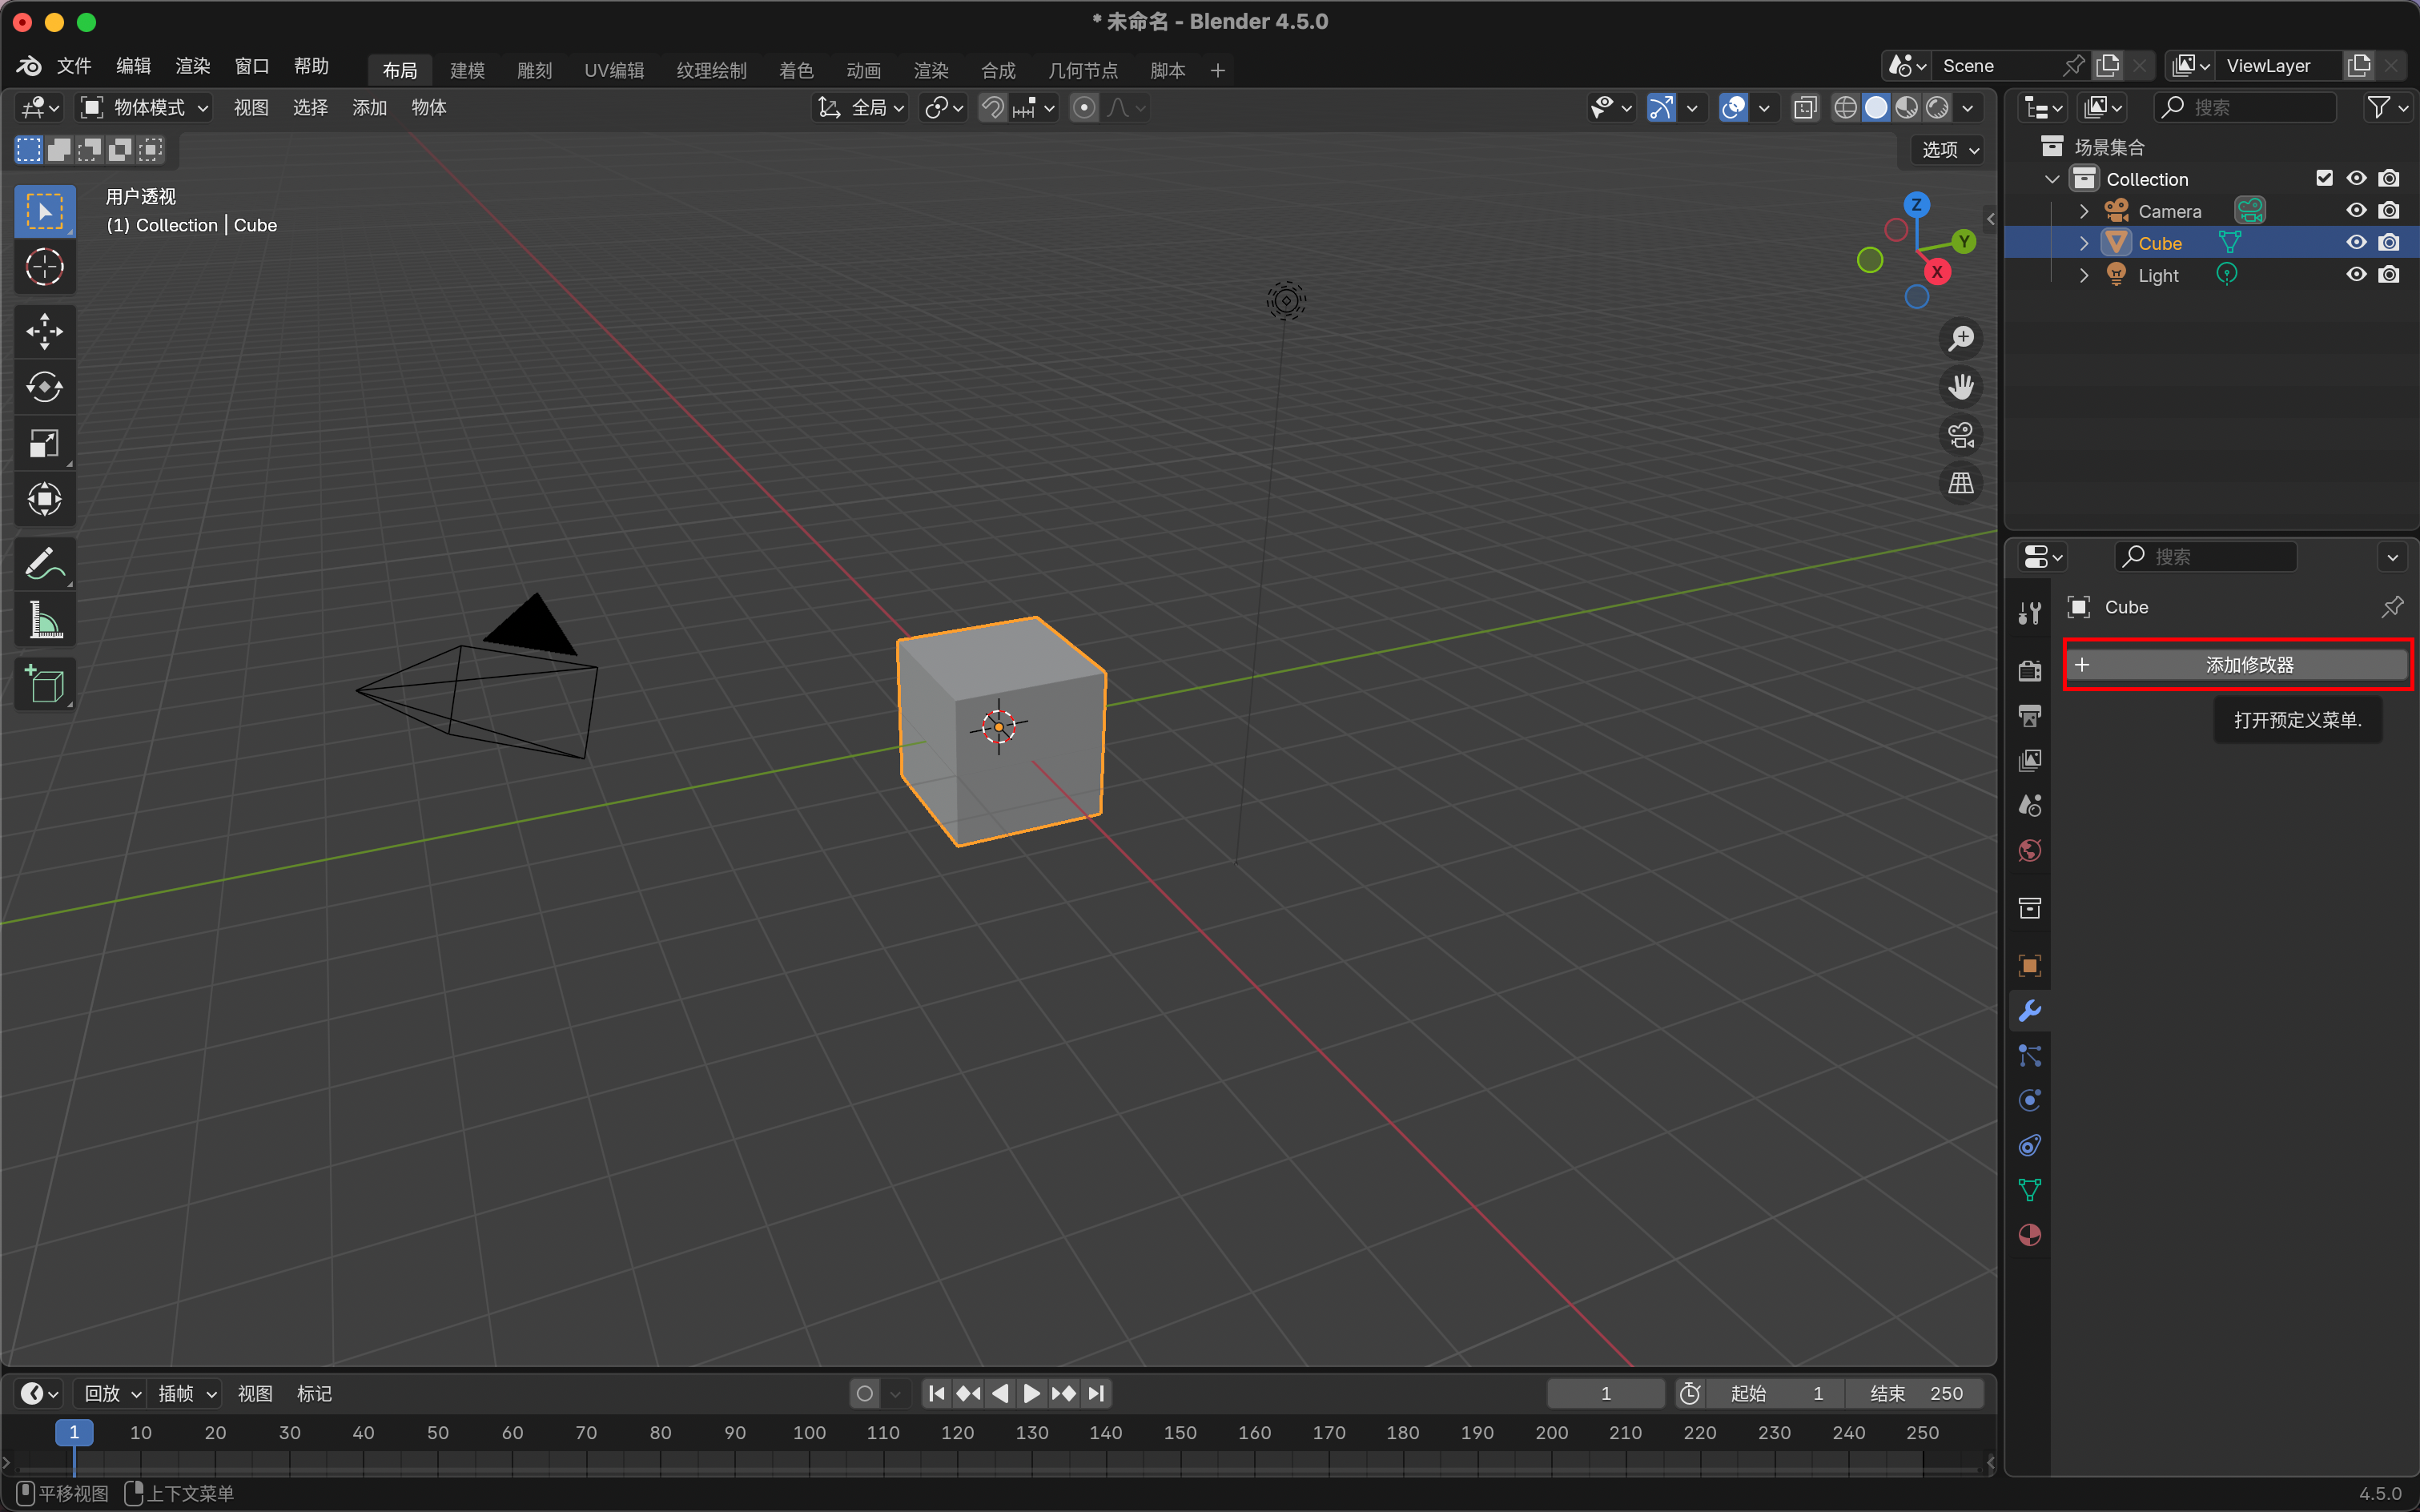 * 未命名 - Blender 4.5.0
文件 编辑 渲染 窗口 帮助 布局 建模 雕刻 UV编辑 纹理绘制 着色 动画 渲染 合成 几何节点 脚本 + Scene ViewLayer
物体模式 视图 选择 添加 物体 全局 搜索
选项
用户透视
(1) Collection | Cube
Z
Y
X
场景集合
Collection
Camera
Cube
Light
搜索
Cube
+ 添加修改器
打开预定义菜单.
回放 插帧 视图 标记 1 起始 1 结束 250
1 10 20 30 40 50 60 70 80 90 100 110 120 130 140 150 160 170 180 190 200 210 220 230 240 250
平移视图 上下文菜单 4.5.0